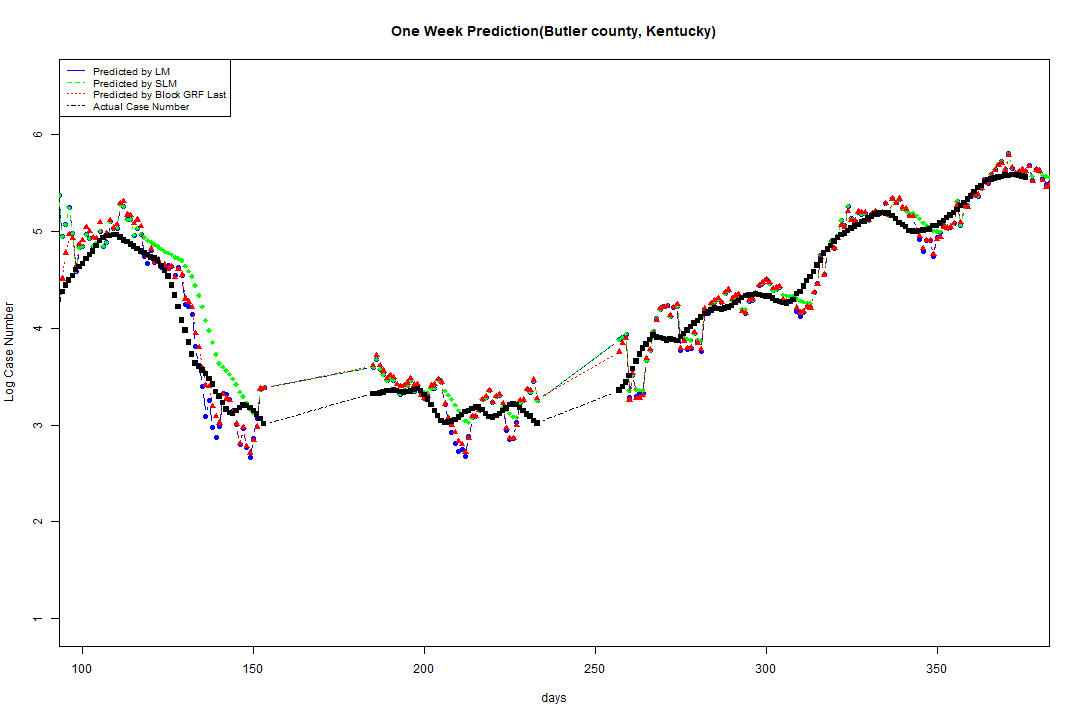 One Week Prediction(Butler county, Kentucky)
Predicted by LM
Predicted by SLM
Predicted by Block GRF Last
Actual Case Number
Log Case Number
6
5
4
3
2
1
100 150 200 250 300 350
days